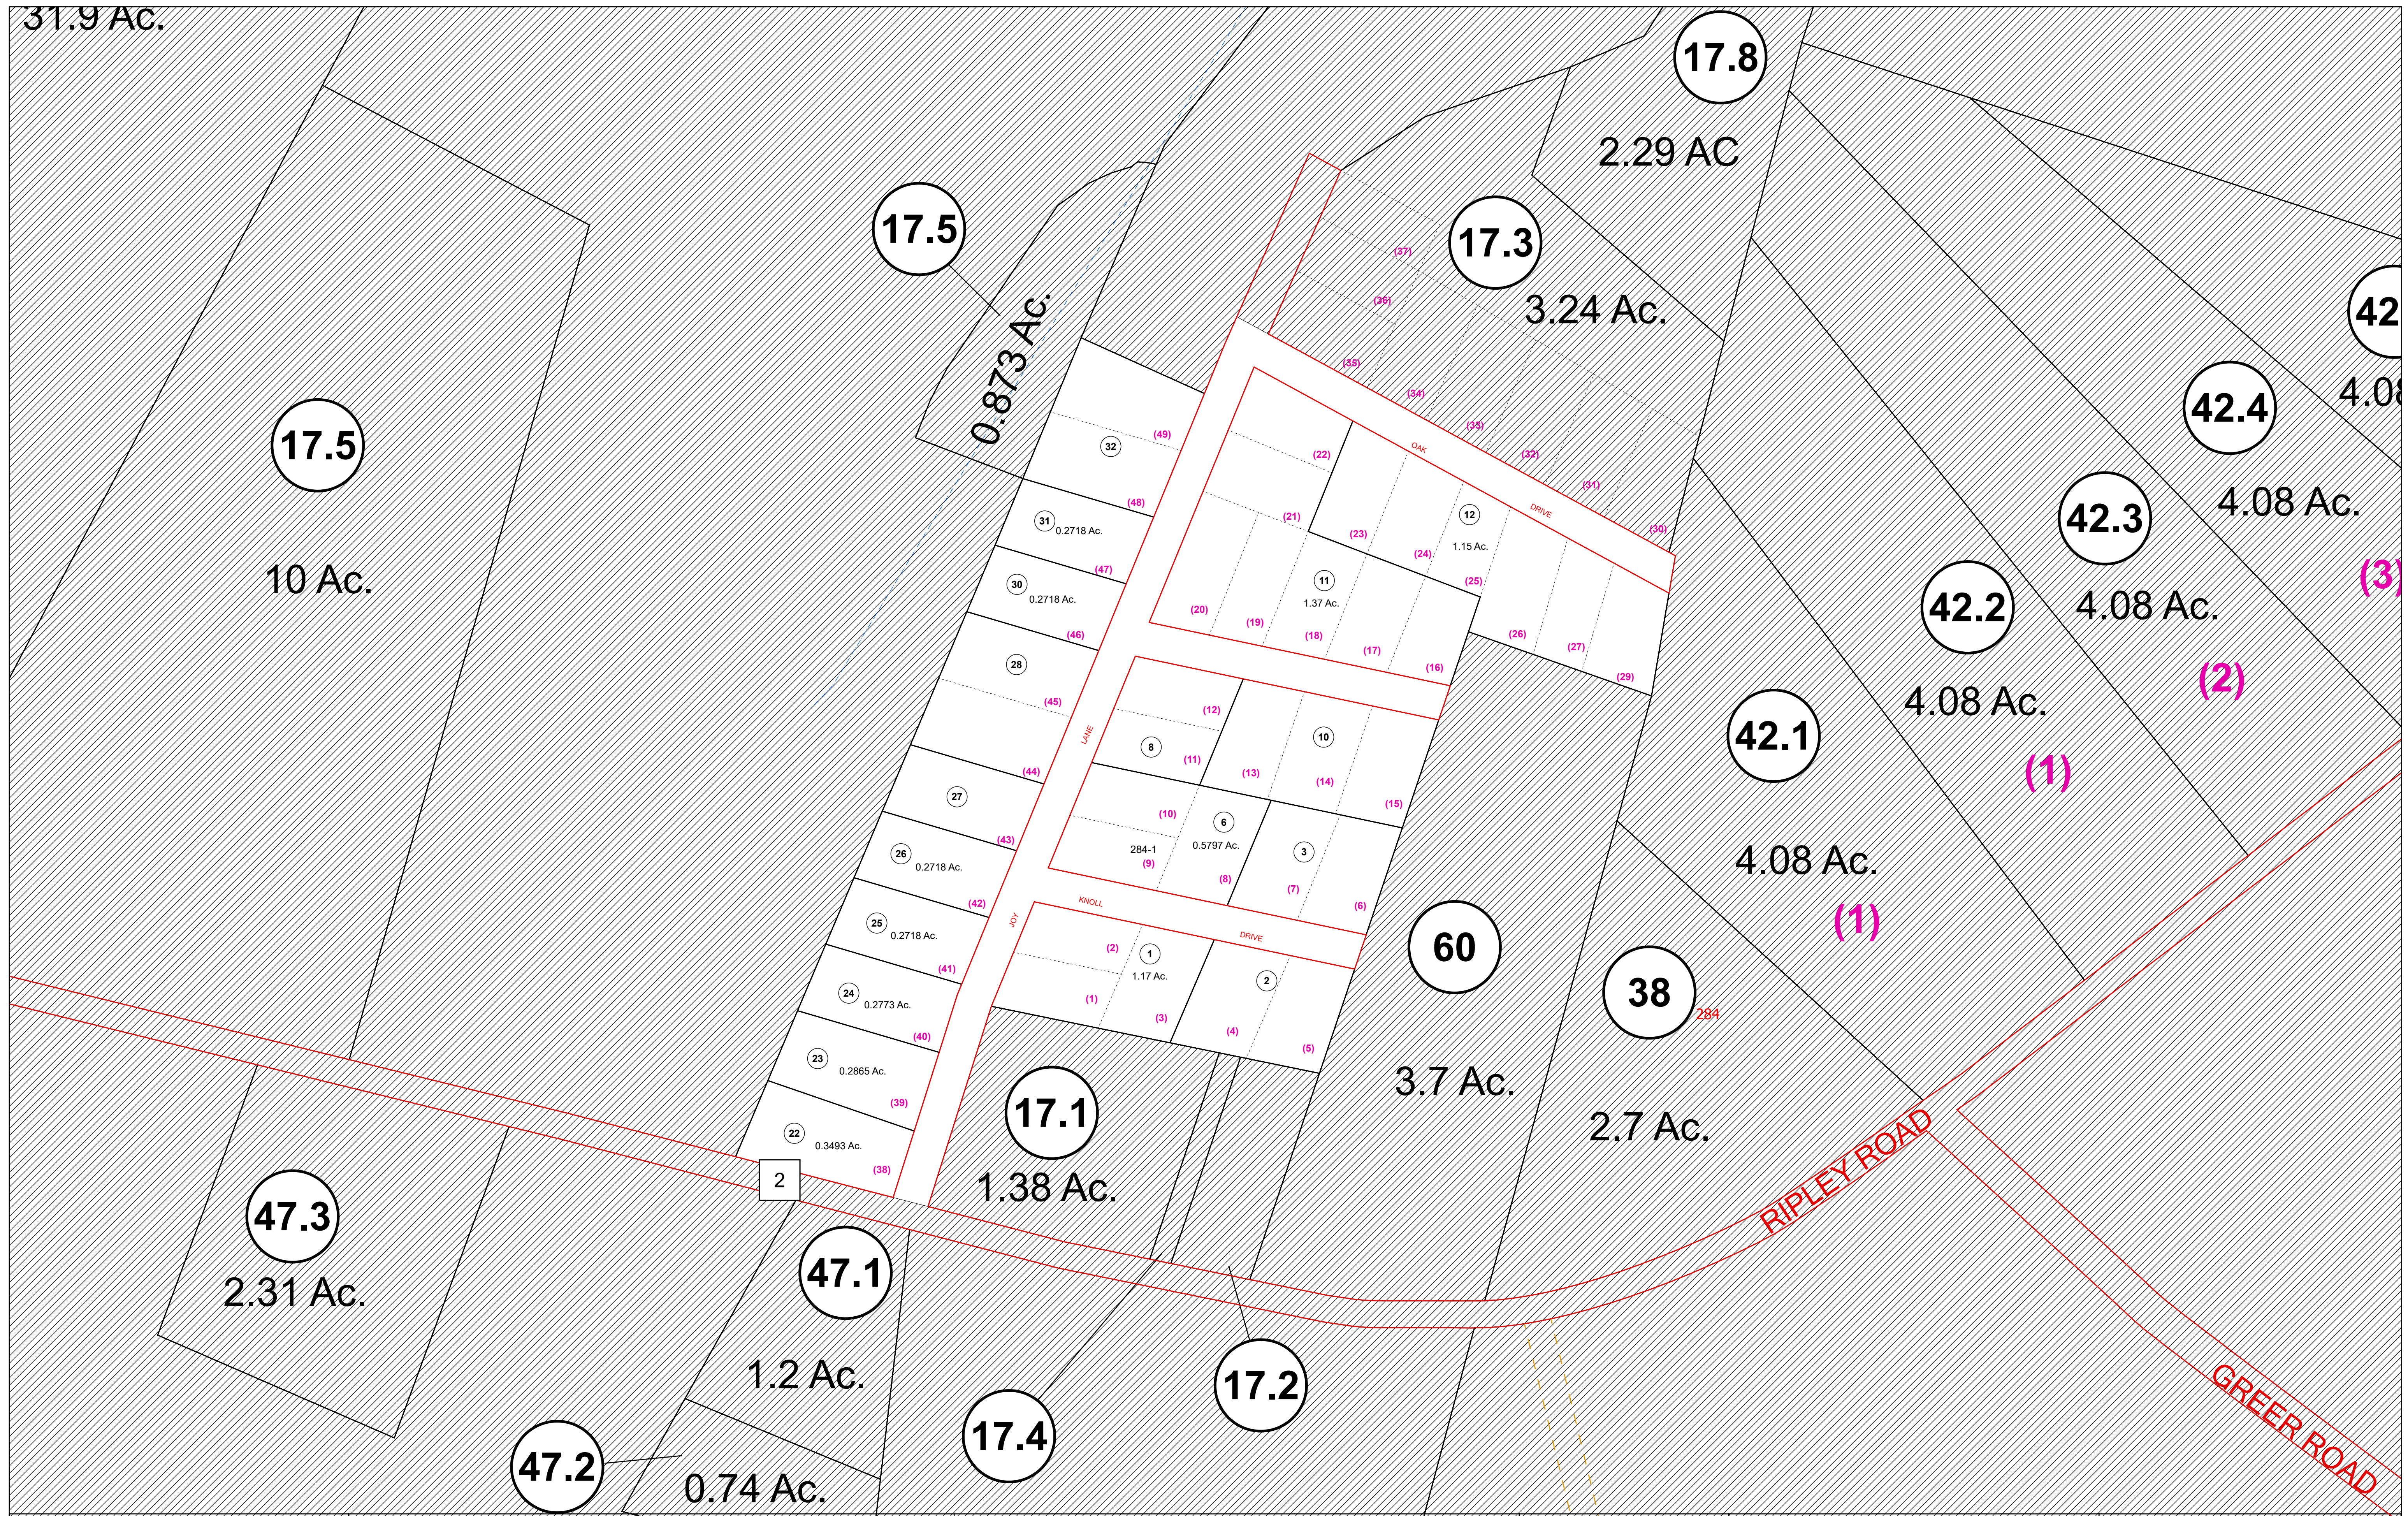 31.9 Ac.
17.8
2.29 AC
17.5
17.3
3.24 Ac.
0.873 Ac.
(37)
(36)
(35)
(34)
(33)
(32)
(31)
(30)
42.4
4.08 Ac.
(3)
42.3
4.08 Ac.
(2)
42.2
4.08 Ac.
(1)
42.1
4.08 Ac.
(1)
17.5
10 Ac.
32
(49)
(48)
31
0.2718 Ac.
(47)
30
0.2718 Ac.
(46)
28
(45)
(44)
27
(43)
26
0.2718 Ac.
(42)
25
0.2718 Ac.
(41)
24
0.2773 Ac.
(40)
23
0.2865 Ac.
(39)
22
0.3493 Ac.
(38)
OAK
DRIVE
(22)
(21)
(23)
(24)
12
1.15 Ac.
(25)
(26)
(27)
(29)
11
1.37 Ac.
(20)
(19)
(18)
(17)
(16)
LANE
JOY
(12)
8
(11)
10
(13)
(14)
(15)
(10)
6
0.5797 Ac.
284-1
(9)
(8)
3
(7)
(6)
KNOLL
DRIVE
(2)
1
1.17 Ac.
(1)
(3)
2
(4)
(5)
60
3.7 Ac.
38
284
2.7 Ac.
17.1
1.38 Ac.
2
RIPLEY ROAD
GREER ROAD
47.3
2.31 Ac.
47.1
1.2 Ac.
47.2
0.74 Ac.
17.4
17.2